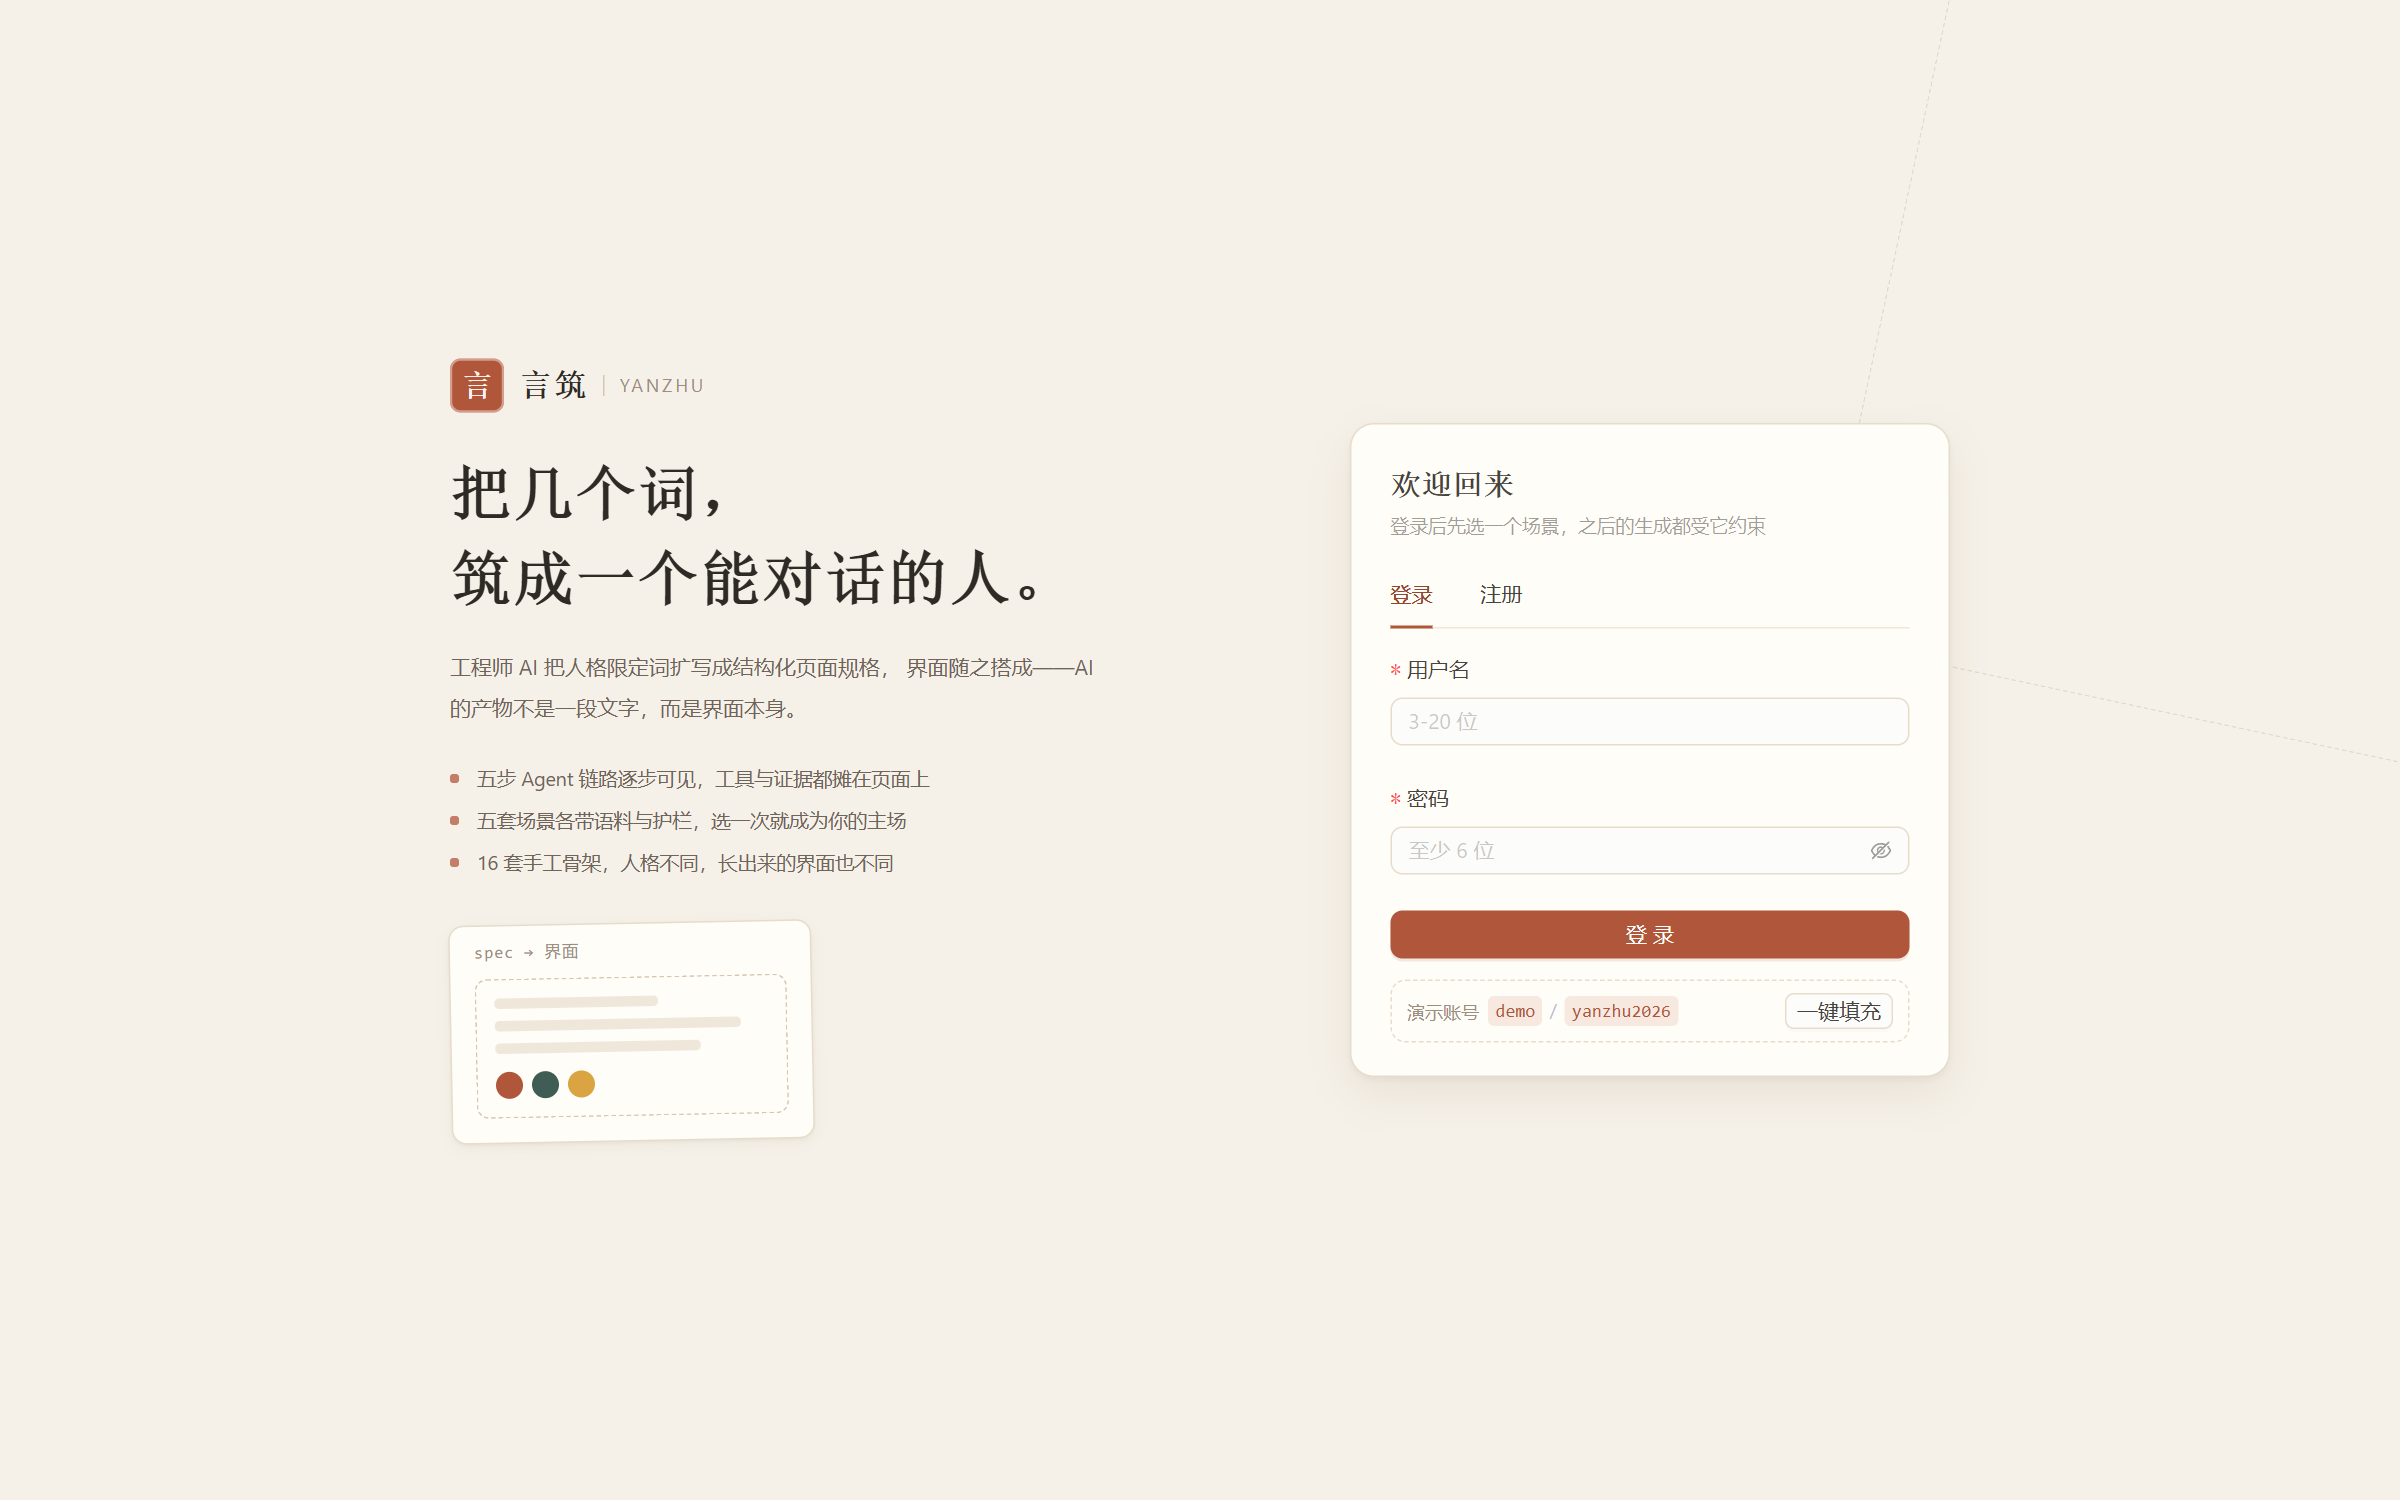 言 言筑 YANZHU
把几个词，
筑成一个能对话的人。
工程师 AI 把人格限定词扩写成结构化页面规格， 界面随之搭成——AI
的产物不是一段文字，而是界面本身。
五步 Agent 链路逐步可见，工具与证据都摊在页面上
五套场景各带语料与护栏，选一次就成为你的主场
16 套手工骨架，人格不同，长出来的界面也不同
spec → 界面
欢迎回来
登录后先选一个场景，之后的生成都受它约束
登录 注册
* 用户名
3-20 位
* 密码
至少 6 位
登 录
演示账号 demo / yanzhu2026 一键填充